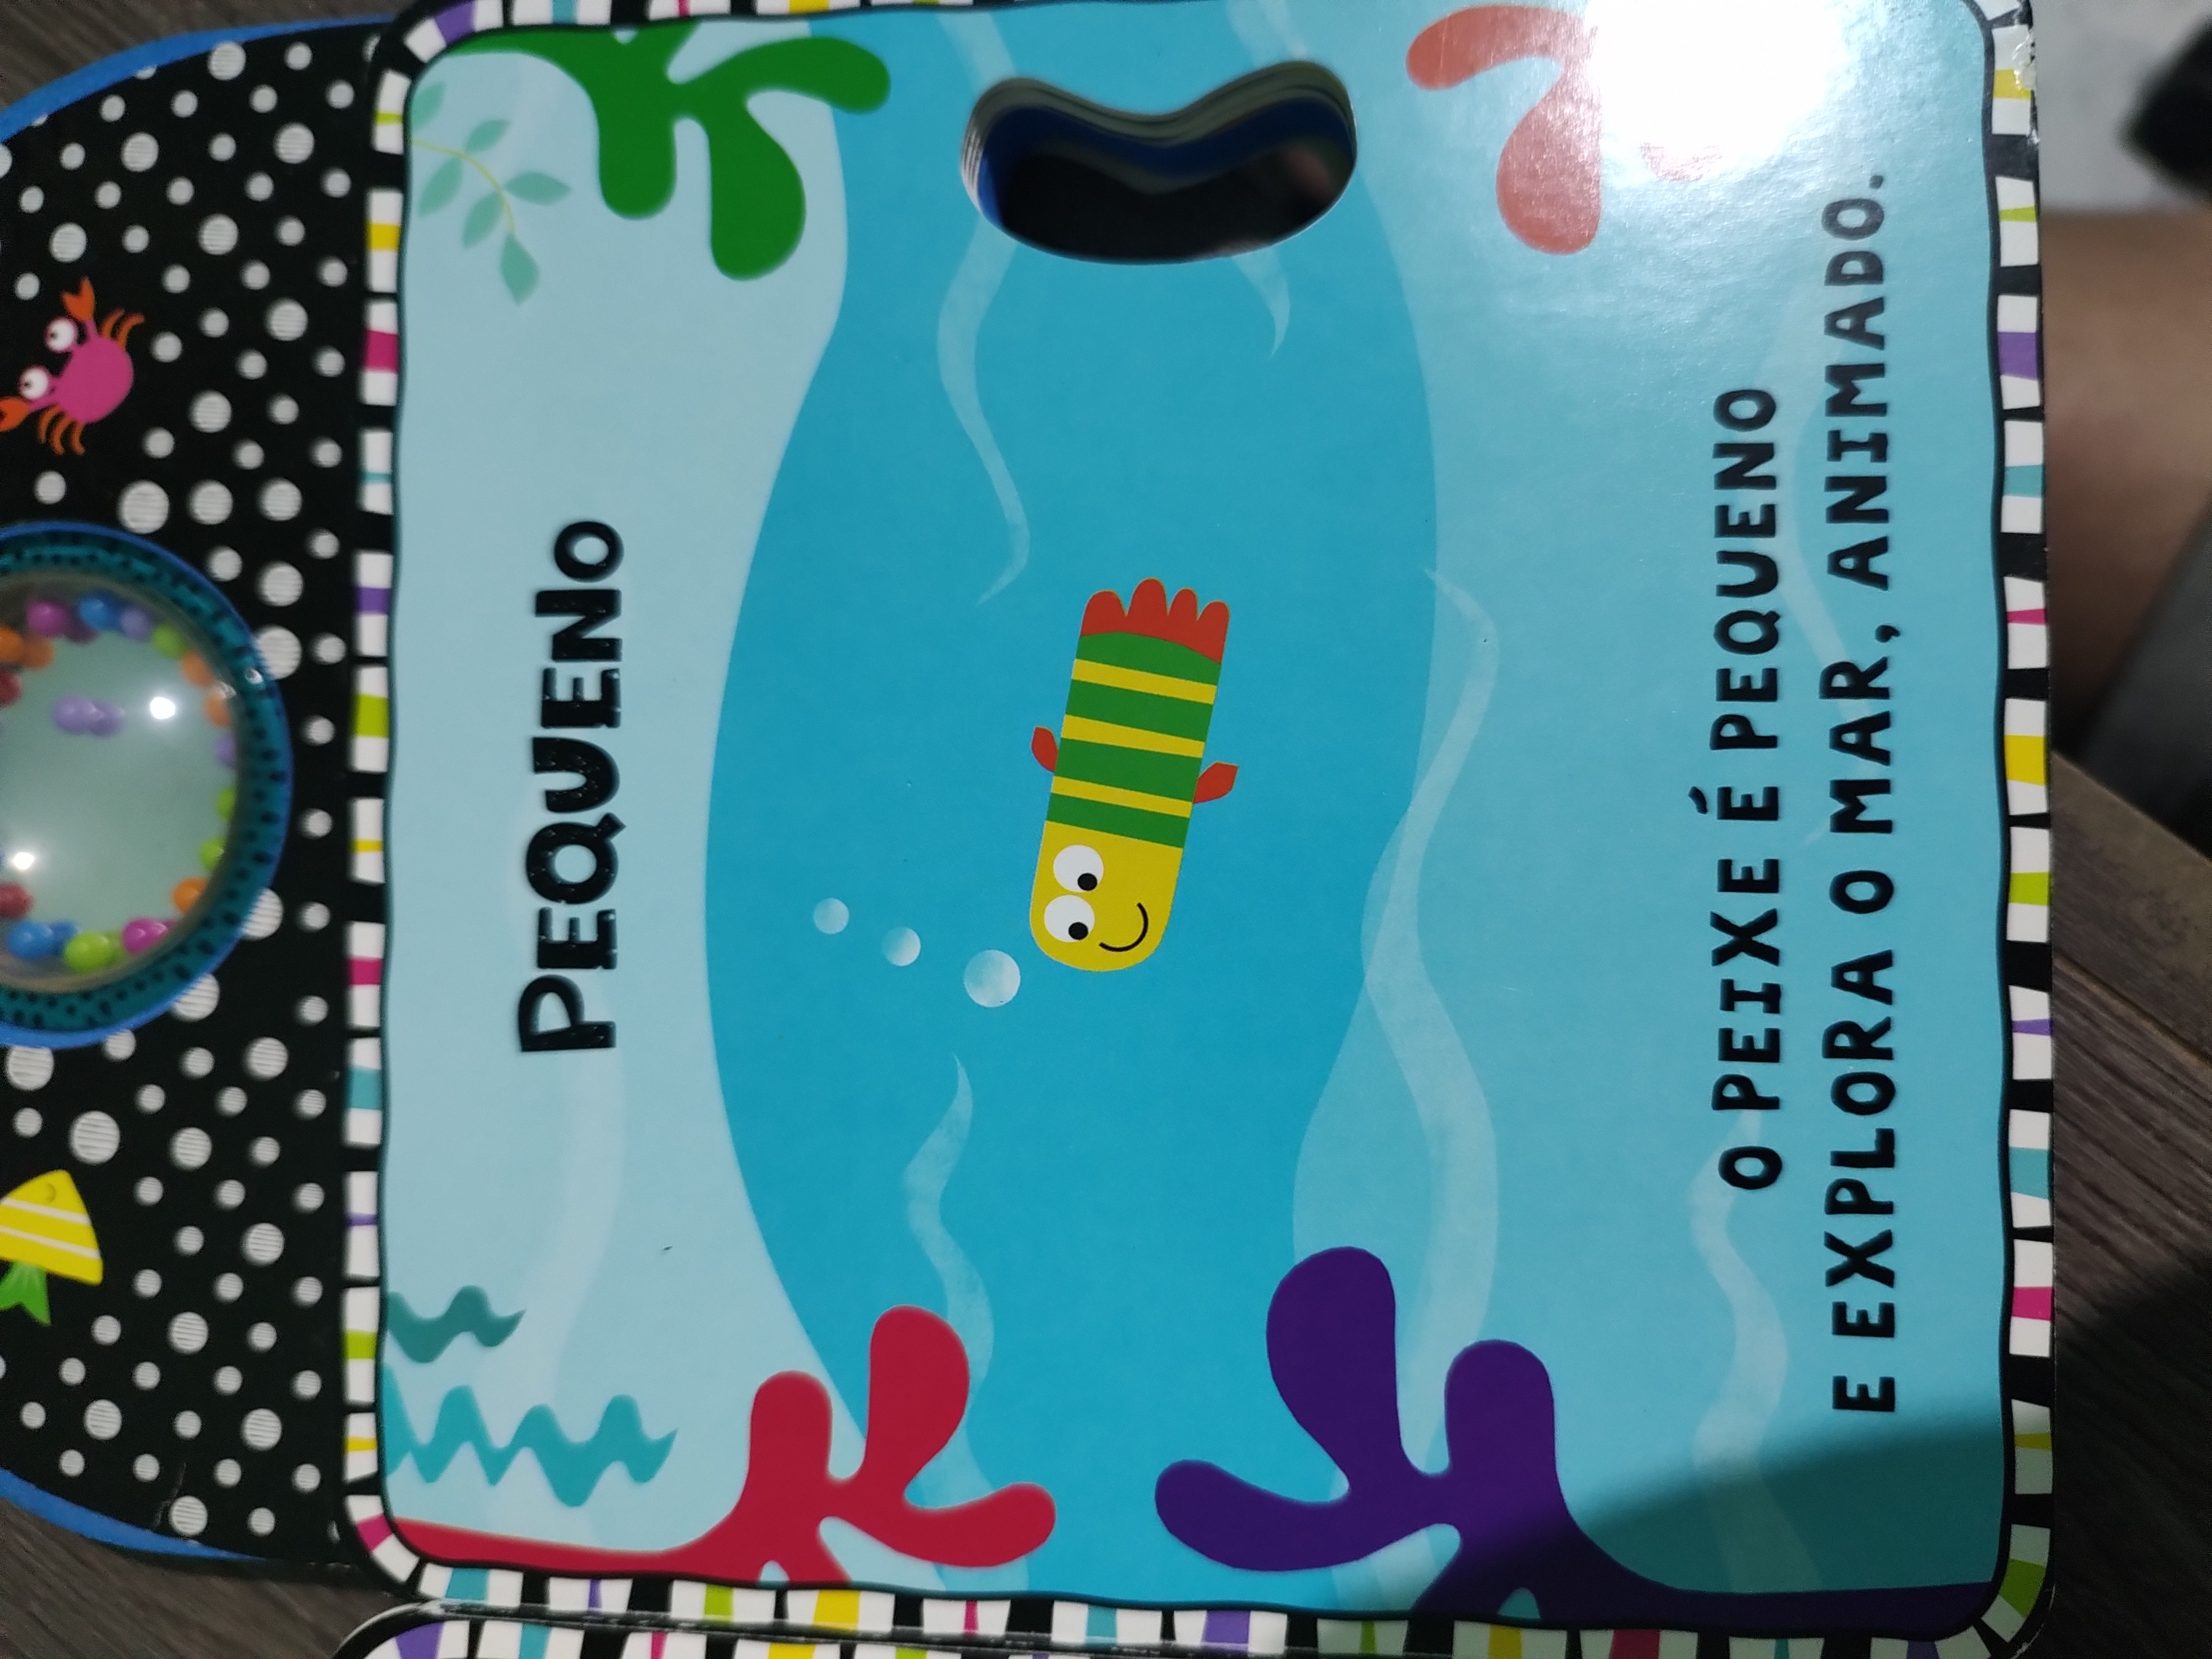 PEQUENO
O PEIXE É PEQUENO
E EXPLORA O MAR, ANIMADO.